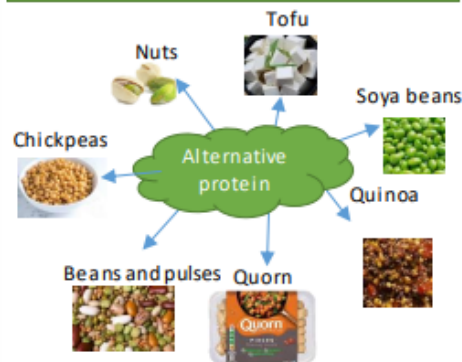 Tofu
Nuts
Soya beans
Chickpeas
Alternative
protein
Quinoa
Beans and pulses
Quorn
Quorn